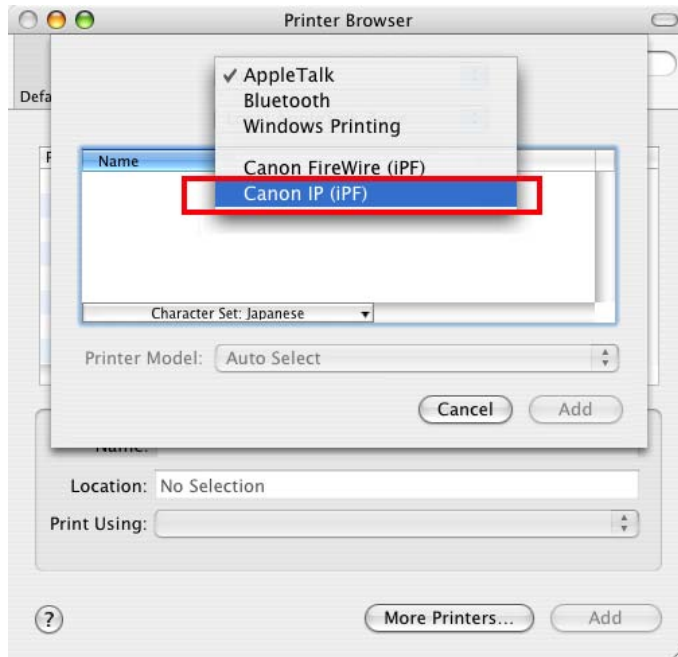 Printer Browser
AppleTalk
Bluetooth
Windows Printing
Canon FireWire (iPF)
Canon IP (iPF)
Name
Character Set: Japanese
Printer Model: Auto Select
Cancel Add
Name:
Location: No Selection
Print Using:
? More Printers... Add